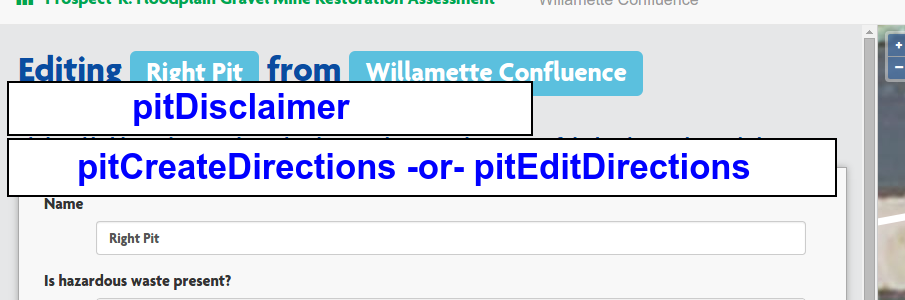 Prospect-R: Floodplain Gravel Mine Restoration Assessment Willamette Confluence
Editing Right Pit from Willamette Confluence
pitDisclaimer
pitCreateDirections -or- pitEditDirections
Name
Right Pit
Is hazardous waste present?
+
−